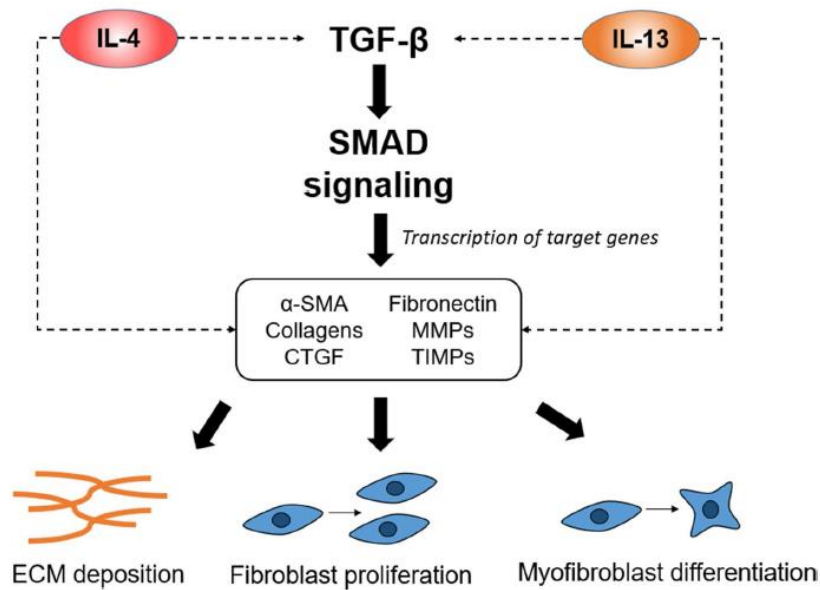 IL-4
TGF-β
IL-13
SMAD
signaling
Transcription of target genes
α-SMA Fibronectin
Collagens MMPs
CTGF TIMPs
ECM deposition
Fibroblast proliferation
Myofibroblast differentiation